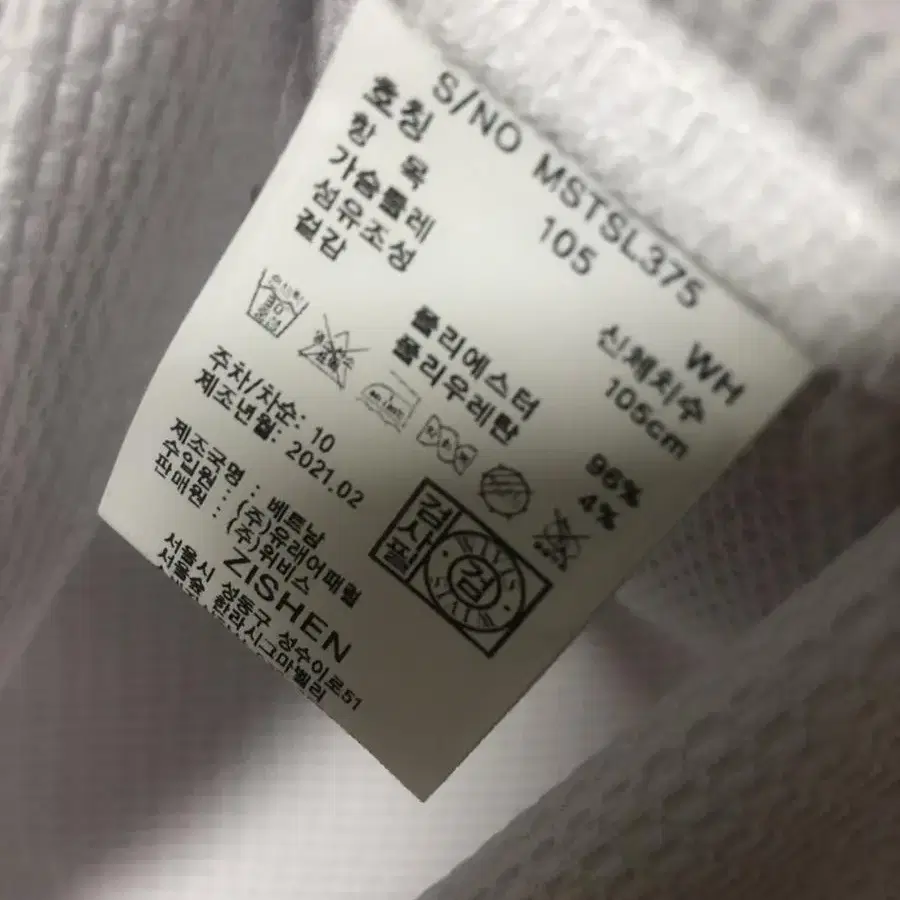 S/NO MSTSL375 WH
호칭 105
항 목 신체치수
가슴둘레 105cm
섬유조성
겉감 폴리에스터 96%
폴리우레탄 4%
주차/차순: 10
제조년월: 2021.02
검사필 검
제조국명 : 베트남
수입원 : (주)유래어패럴
판매원 : (주)위비스
ZISHEN
서울시 성동구 성수이로51
서울숲 한라시그마밸리